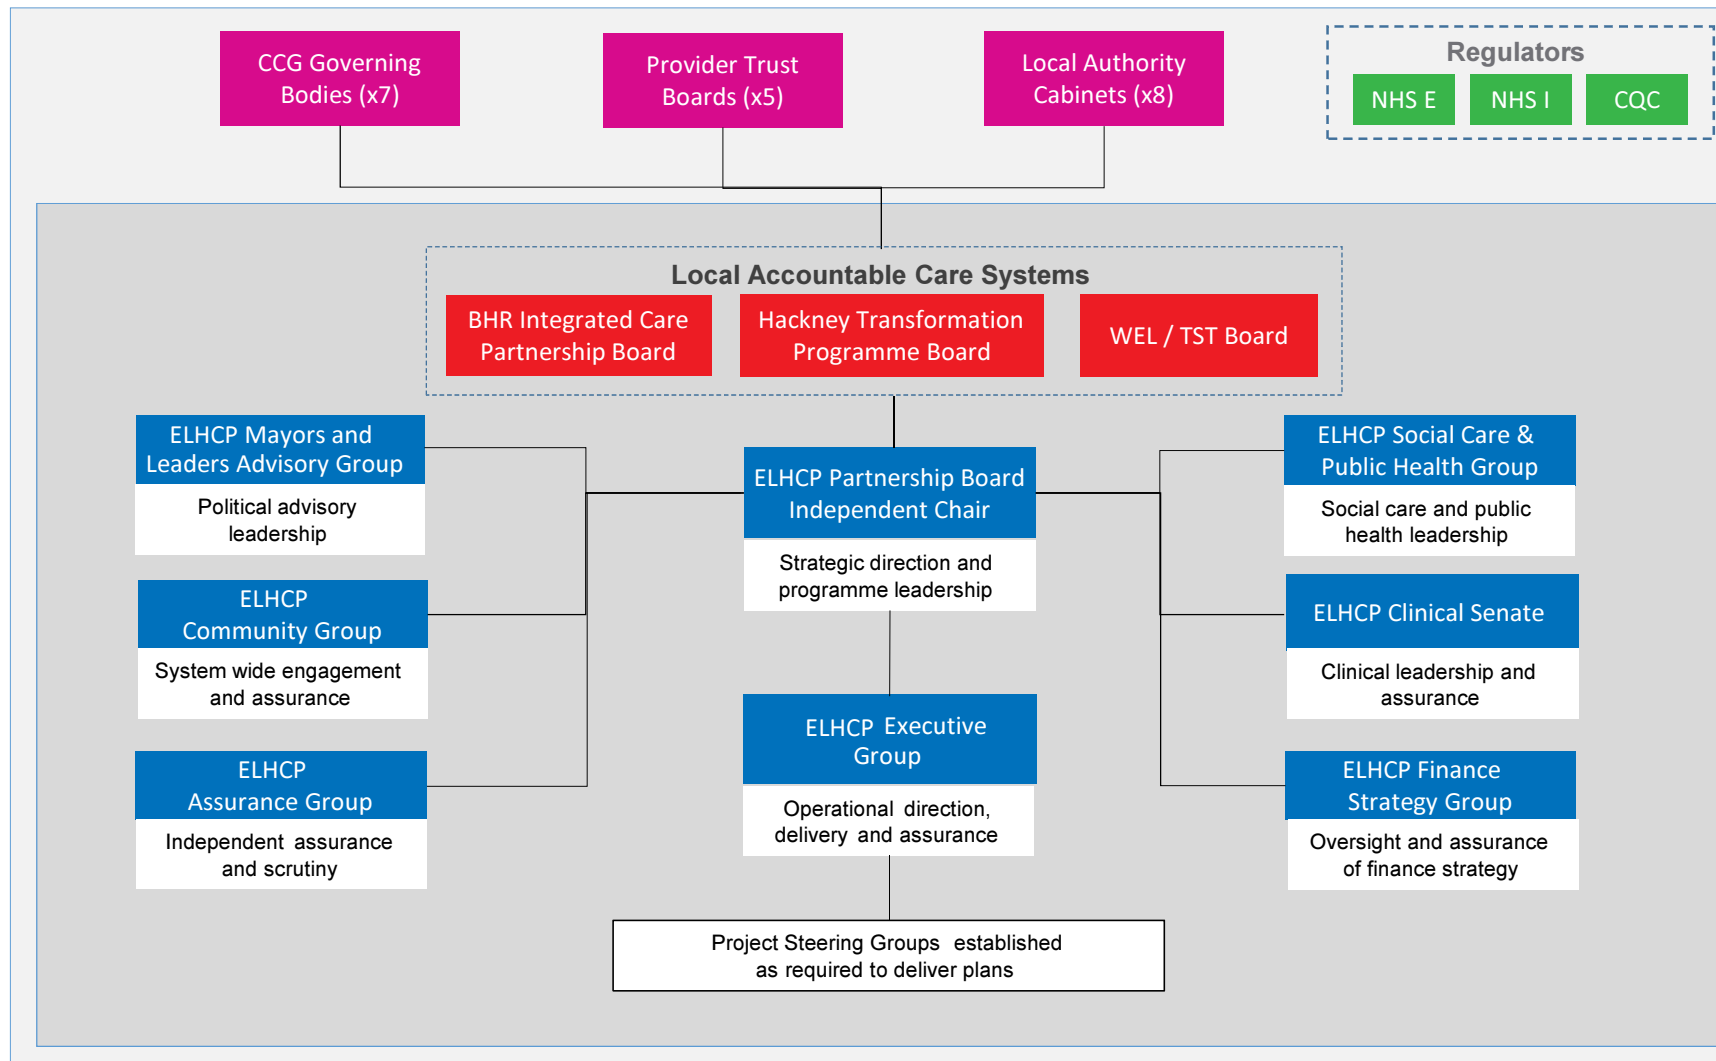 CCG Governing
Bodies (x7)
Provider Trust
Boards (x5)
Local Authority
Cabinets (x8)
Regulators
NHS E
NHS I
CQC
Local Accountable Care Systems
BHR Integrated Care
Partnership Board
Hackney Transformation
Programme Board
WEL / TST Board
ELHCP Mayors and
Leaders Advisory Group
Political advisory
leadership
ELHCP
Community Group
System wide engagement
and assurance
ELHCP
Assurance Group
Independent assurance
and scrutiny
ELHCP Partnership Board
Independent Chair
Strategic direction and
programme leadership
ELHCP Executive
Group
Operational direction,
delivery and assurance
Project Steering Groups established
as required to deliver plans
ELHCP Social Care &
Public Health Group
Social care and public
health leadership
ELHCP Clinical Senate
Clinical leadership and
assurance
ELHCP Finance
Strategy Group
Oversight and assurance
of finance strategy